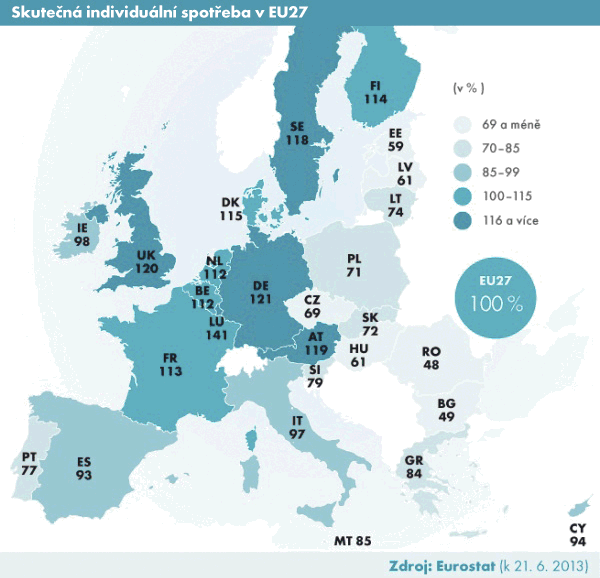 Skutečná individuální spotřeba v EU27
(v % )
69 a méně
70–85
85–99
100–115
116 a více
EU27
100 %
FI
114
SE
118
EE
59
LV
61
LT
74
DK
115
IE
98
UK
120
NL
112
BE
112
LU
141
DE
121
PL
71
CZ
69
SK
72
AT
119
HU
61
SI
79
RO
48
BG
49
FR
113
IT
97
PT
77
ES
93
GR
84
MT 85
CY
94
Zdroj: Eurostat (k 21. 6. 2013)